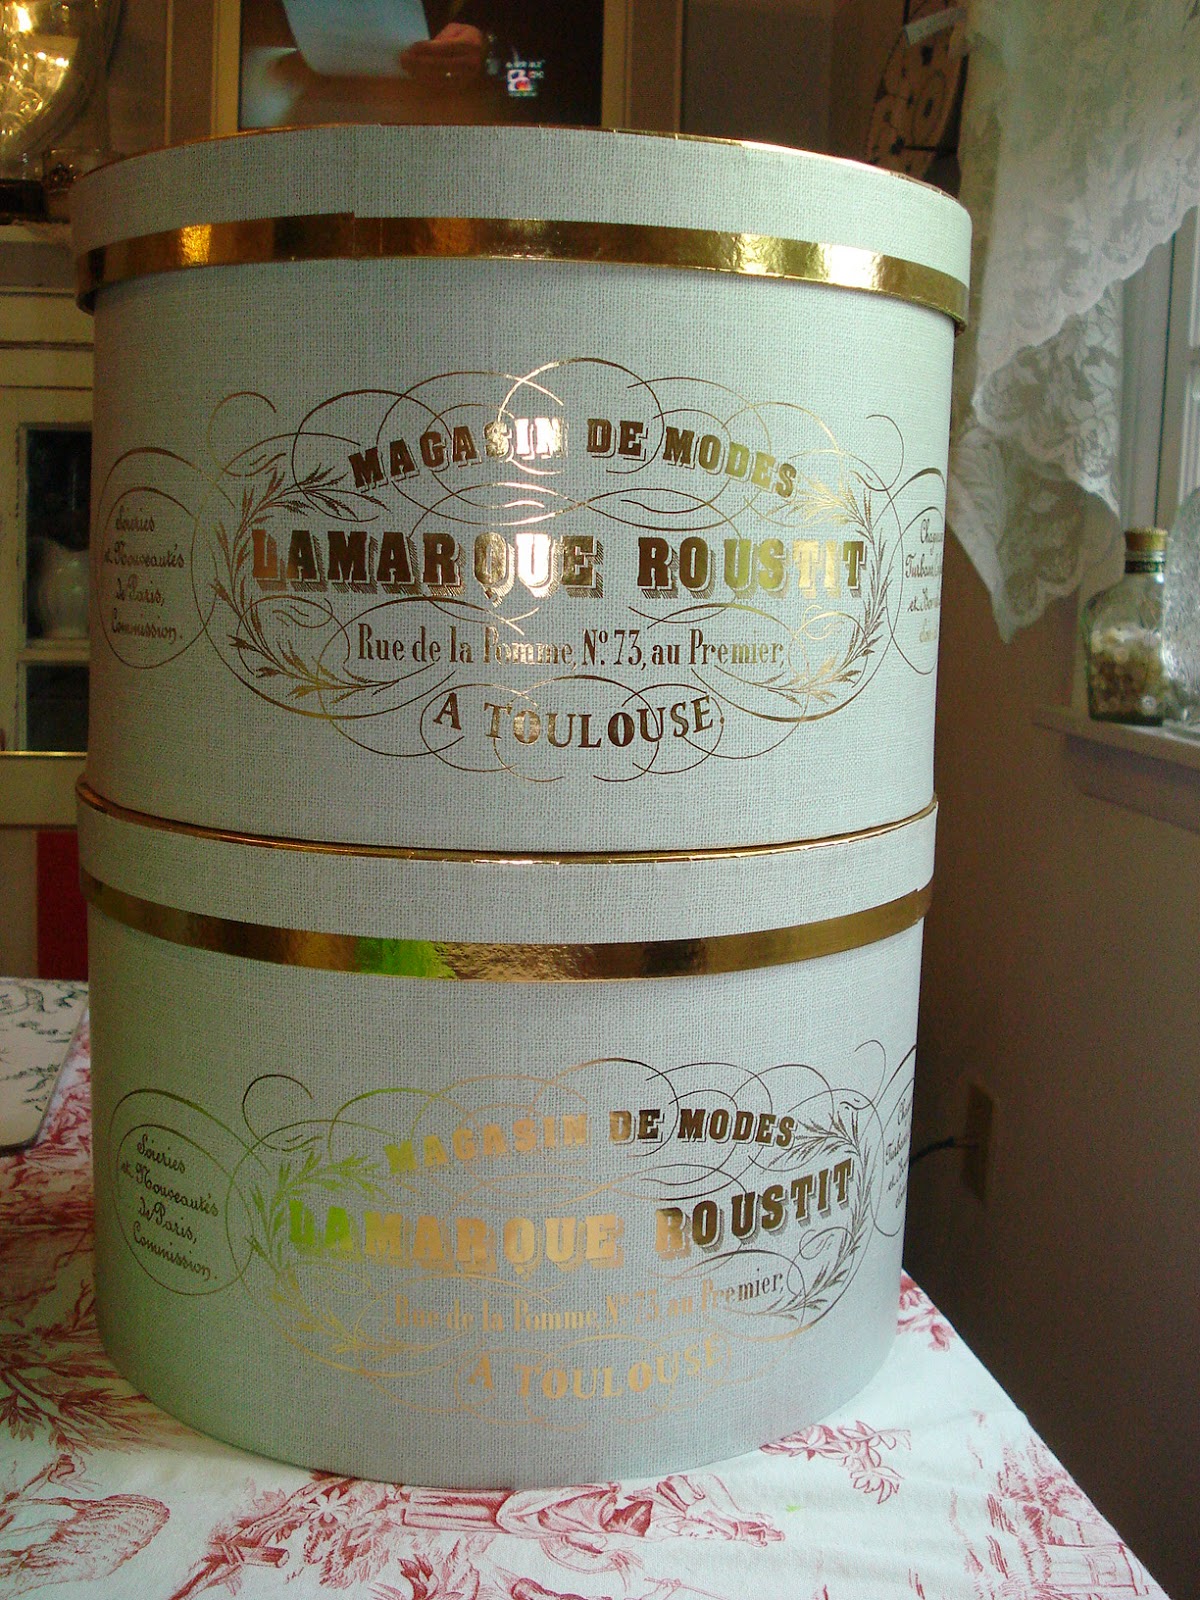 MAGASIN DE MODES
LAMARQUE ROUSTIT
Rue de la Pomme, Nº. 73, au Premier,
A TOULOUSE.
Soieries
et Nouveautés
de Paris,
Commission.
MAGASIN DE MODES
LAMARQUE ROUSTIT
Rue de la Pomme, Nº. 73, au Premier,
A TOULOUSE.
Soieries
et Nouveautés
de Paris,
Commission.